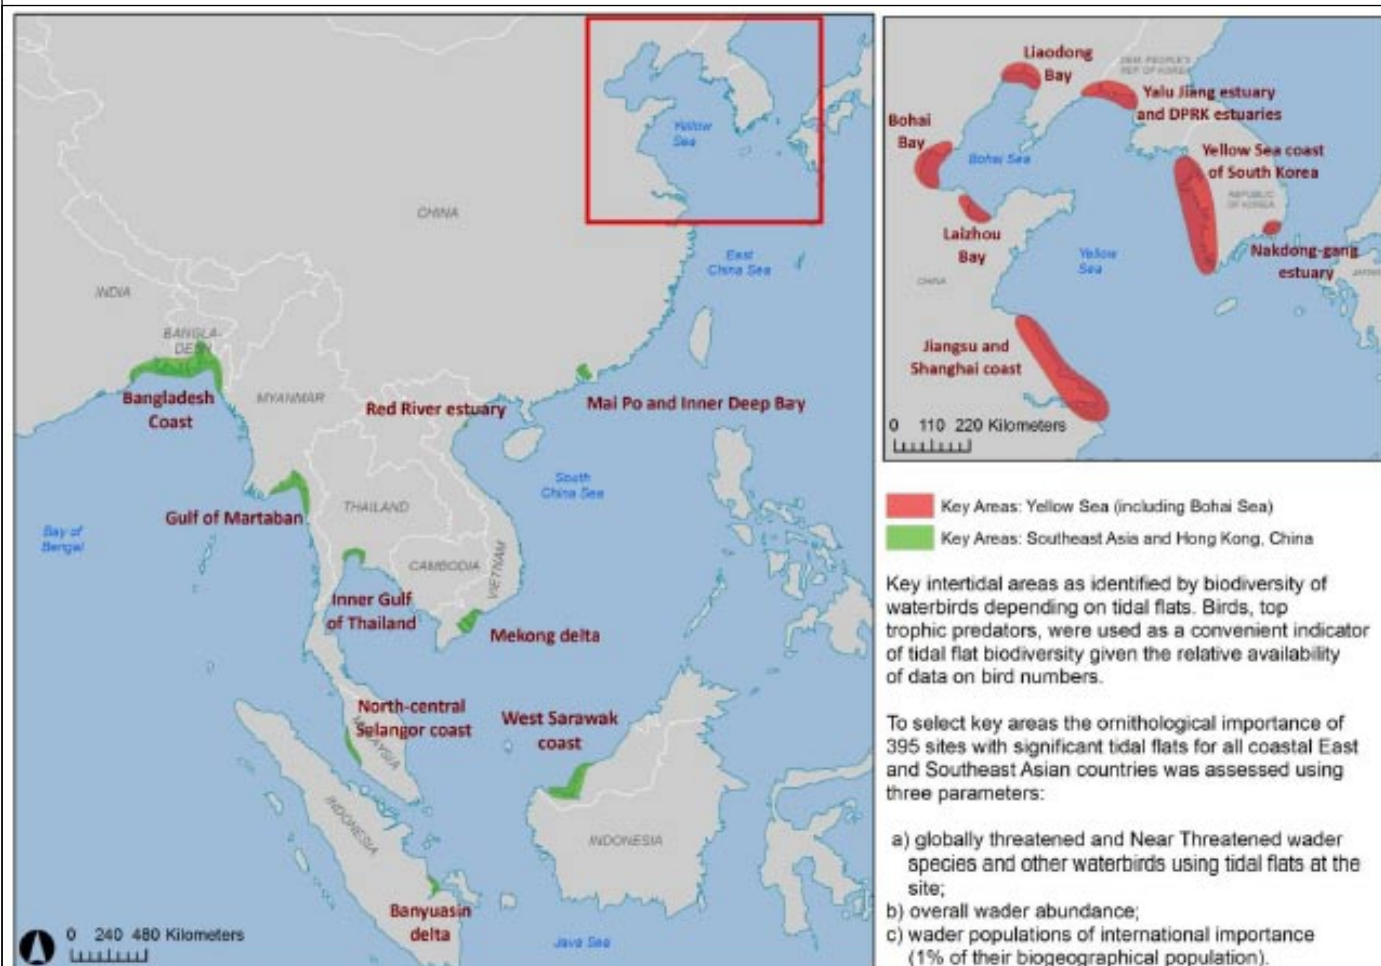 Yellow
Sea
CHINA
East
China Sea
INDIA
BANGLA-
DESH
Bangladesh
Coast
MYANMAR
Red River estuary
Mai Po and Inner Deep Bay
South
China Sea
Gulf of Martaban
THAILAND
Bay of
Bengal
CAMBODIA
VIETNAM
Inner Gulf
of Thailand
Mekong delta
North-central
Selangor coast
MALAYSIA
West Sarawak
coast
INDONESIA
INDONESIA
Banyuasin
delta
Java Sea
0 240 480 Kilometers
Liaodong
Bay
DEM. PEOPLE'S
REP. OF KOREA
Yalu Jiang estuary
and DPRK estuaries
Bohai
Bay
Bohai Sea
Yellow Sea coast
of South Korea
REPUBLIC
OF KOREA
Laizhou
Bay
Yellow
Sea
Nakdong-gang
estuary
CHINA
Jiangsu and
Shanghai coast
0 110 220 Kilometers
Key Areas: Yellow Sea (including Bohai Sea)
Key Areas: Southeast Asia and Hong Kong, China
Key intertidal areas as identified by biodiversity of
waterbirds depending on tidal flats. Birds, top
trophic predators, were used as a convenient indicator
of tidal flat biodiversity given the relative availability
of data on bird numbers.
To select key areas the ornithological importance of
395 sites with significant tidal flats for all coastal East
and Southeast Asian countries was assessed using
three parameters:
a) globally threatened and Near Threatened wader
species and other waterbirds using tidal flats at the
site;
b) overall wader abundance;
c) wader populations of international importance
(1% of their biogeographical population).